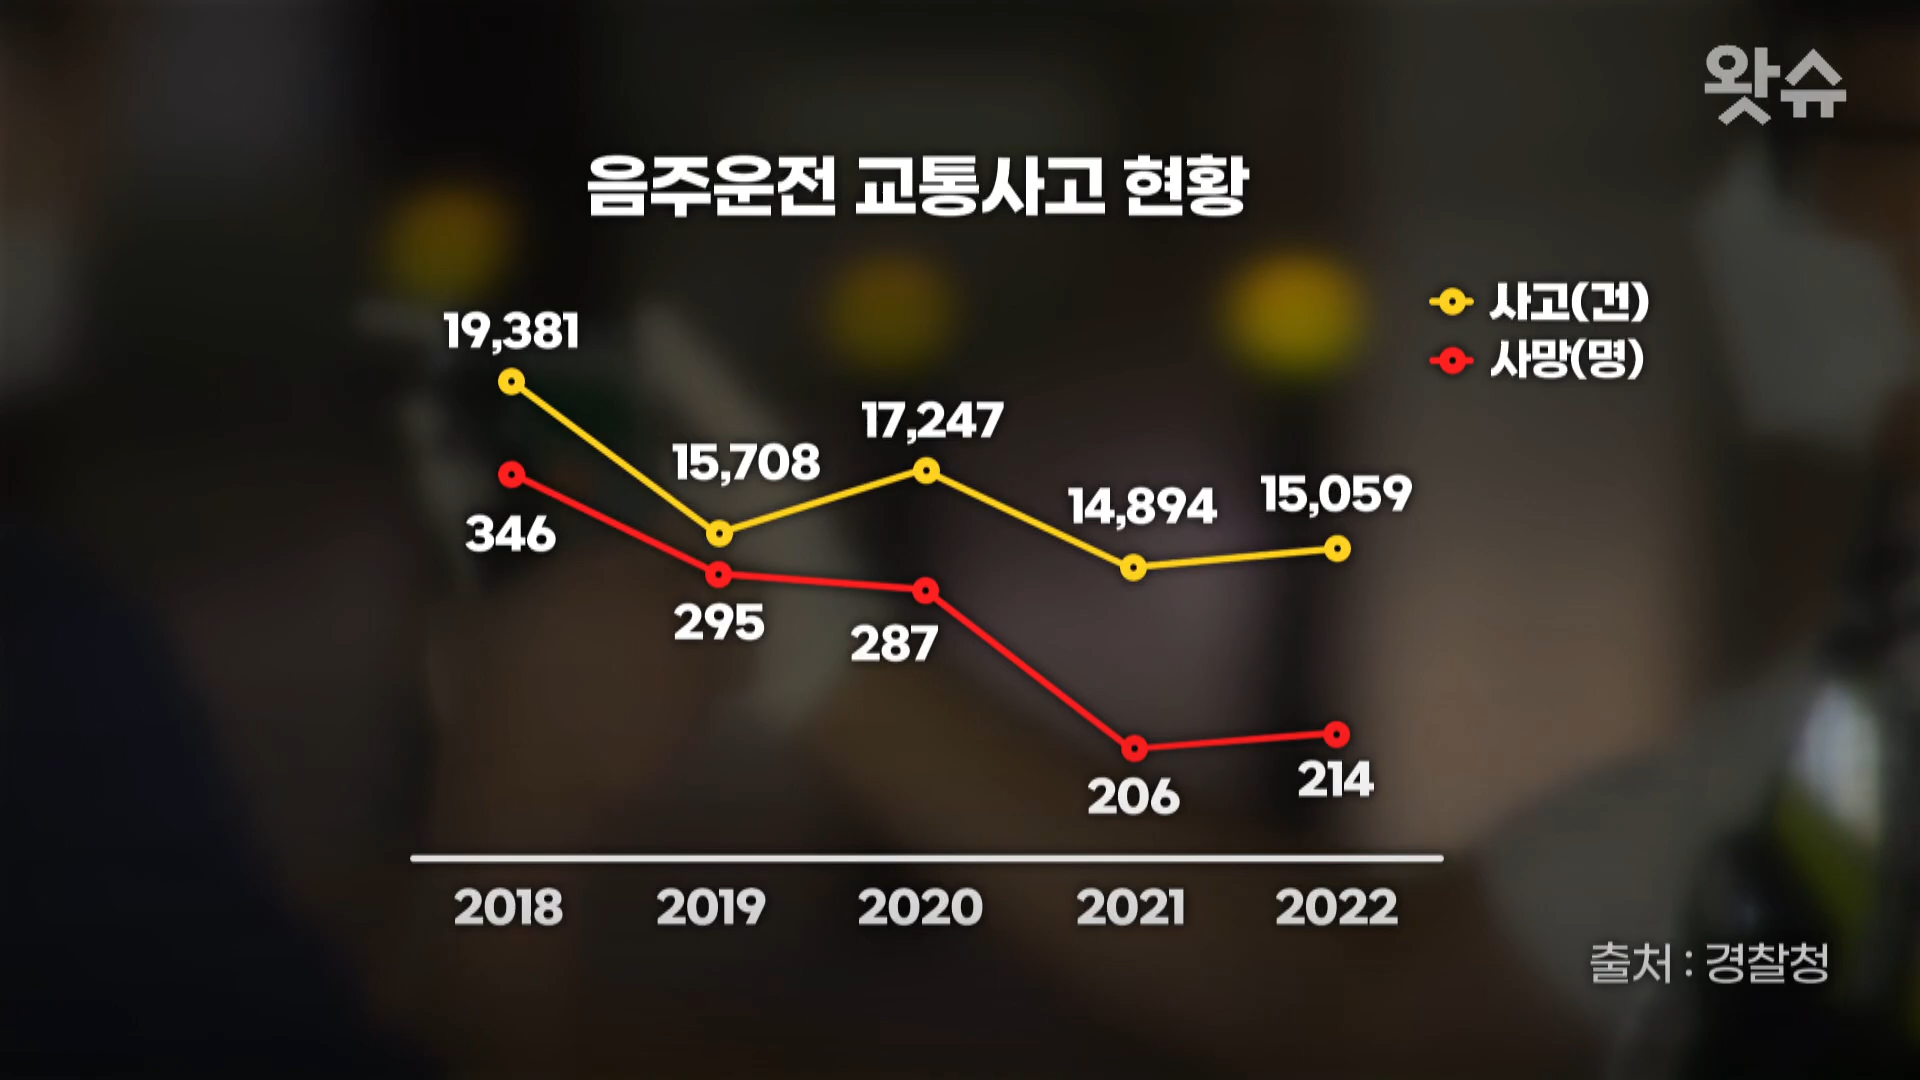 왓슈
음주운전 교통사고 현황
사고(건)
사망(명)
19,381
15,708
17,247
14,894
15,059
346
295
287
206
214
2018 2019 2020 2021 2022
출처 : 경찰청